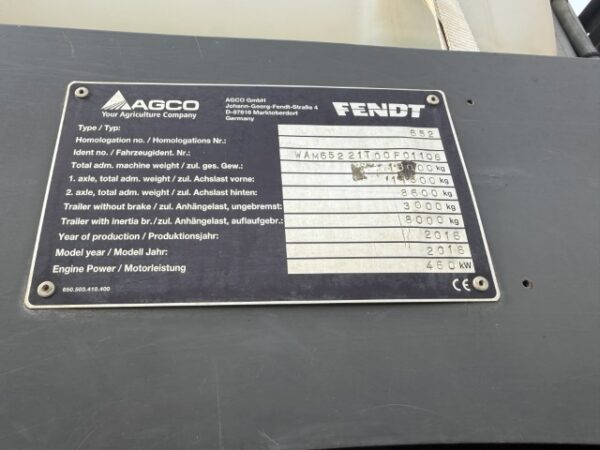 AGCO
Your Agriculture Company
AGCO GmbH
Johann-Georg-Fendt-Straße 4
D-87616 Marktoberdorf
Germany
FENDT
Type / Typ: 652
Homologation no. / Homologations Nr.:
Ident no. / Fahrzeugident. Nr.: WAM65221T00F01106
Total adm. machine weight / zul. ges. Gew.: kg
1. axle, total adm. weight / zul. Achslast vorne: kg
2. axle, total adm. weight / zul. Achslast hinten: 8600 kg
Trailer without brake / zul. Anhängelast, ungebremst: 3000 kg
Trailer with inertia br. / zul. Anhängelast, auflaufgebr.: 8000 kg
Year of production / Produktionsjahr: / 2016
Model year / Modell Jahr: 2016
Engine Power / Motorleistung 460 kW
650.503.410.400
CE